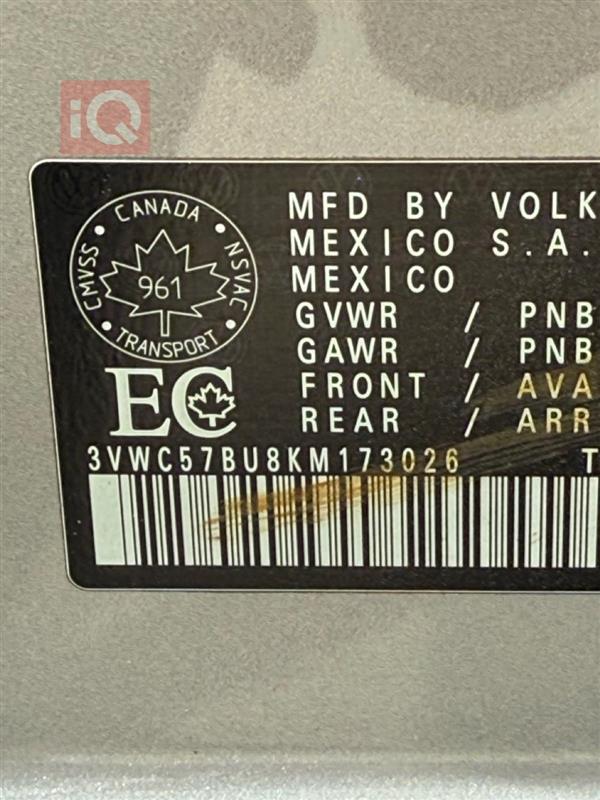 iQ
CANADA
CMVSS
NSVAC
961
TRANSPORT
EC
MFD BY VOLK
MEXICO S.A.
MEXICO
GVWR / PNB
GAWR / PNB
FRONT / AVA
REAR / ARR
3VWC57BU8KM173026 T